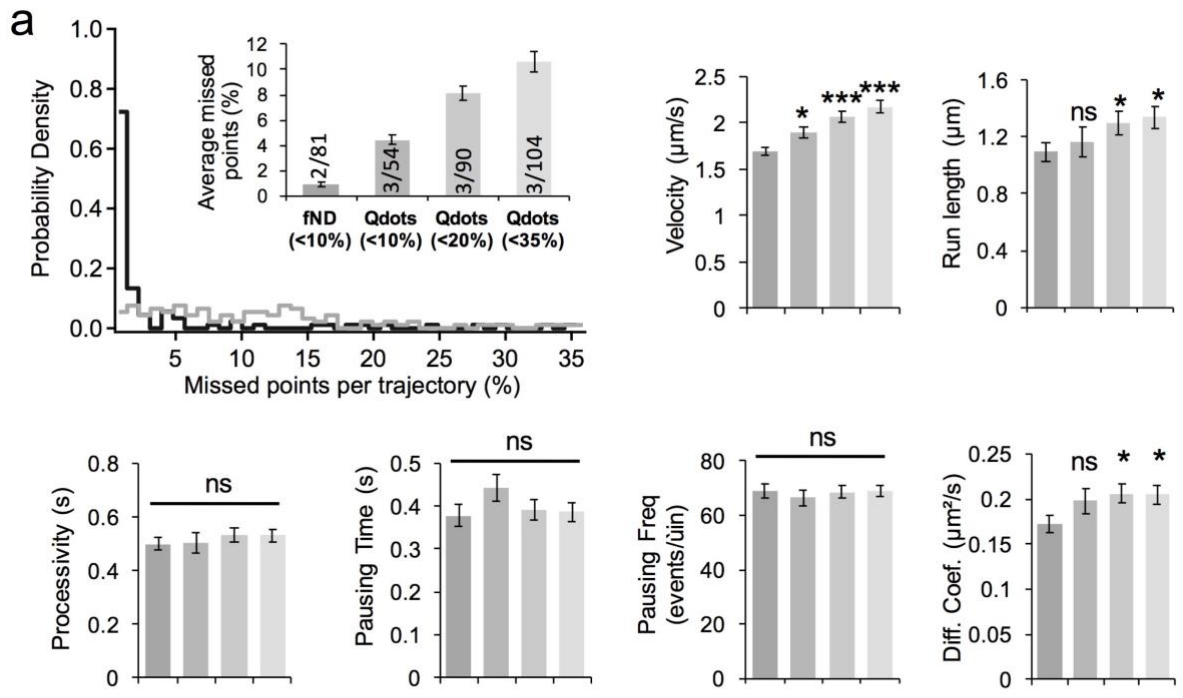 a
Probability Density
1.0
0.8
0.6
0.4
0.2
0.0
5 10 15 20 25 30 35
Missed points per trajectory (%)
Average missed
points (%)
12
10
8
6
4
2
0
2/81
3/54
3/90
3/104
fND Qdots Qdots Qdots
(<10%) (<10%) (<20%) (<35%)
Velocity (µm/s)
2.5
2
1.5
1
0.5
0
* *** ***
Run length (µm)
1.6
1.2
0.8
0.4
0
ns * *
Processivity (s)
0.8
0.6
0.4
0.2
0
ns
Pausing Time (s)
0.5
0.4
0.3
0.2
0.1
0
ns
Pausing Freq
(events/ùin)
80
60
40
20
0
ns
Diff. Coef. (µm²/s)
0.25
0.2
0.15
0.1
0.05
0
ns * *